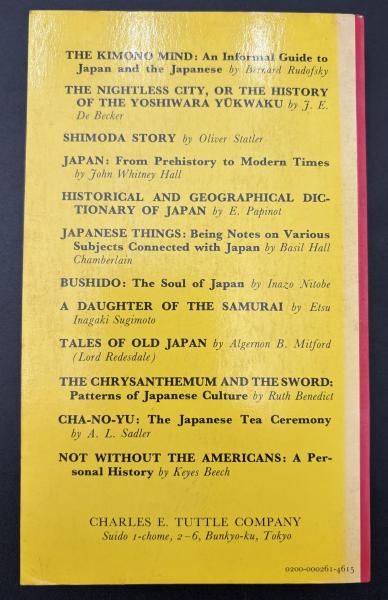 THE KIMONO MIND: An Informal Guide to
Japan and the Japanese by Bernard Rudofsky
THE NIGHTLESS CITY, OR THE HISTORY
OF THE YOSHIWARA YŪKWAKU by J. E.
De Becker
SHIMODA STORY by Oliver Statler
JAPAN: From Prehistory to Modern Times
by John Whitney Hall
HISTORICAL AND GEOGRAPHICAL DIC-
TIONARY OF JAPAN by E. Papinot
JAPANESE THINGS: Being Notes on Various
Subjects Connected with Japan by Basil Hall
Chamberlain
BUSHIDO: The Soul of Japan by Inazo Nitobe
A DAUGHTER OF THE SAMURAI by Etsu
Inagaki Sugimoto
TALES OF OLD JAPAN by Algernon B. Mitford
(Lord Redesdale)
THE CHRYSANTHEMUM AND THE SWORD:
Patterns of Japanese Culture by Ruth Benedict
CHA-NO-YU: The Japanese Tea Ceremony
by A. L. Sadler
NOT WITHOUT THE AMERICANS: A Per-
sonal History by Keyes Beech
CHARLES E. TUTTLE COMPANY
Suido 1-chome, 2–6, Bunkyo-ku, Tokyo
0200-000261-4615